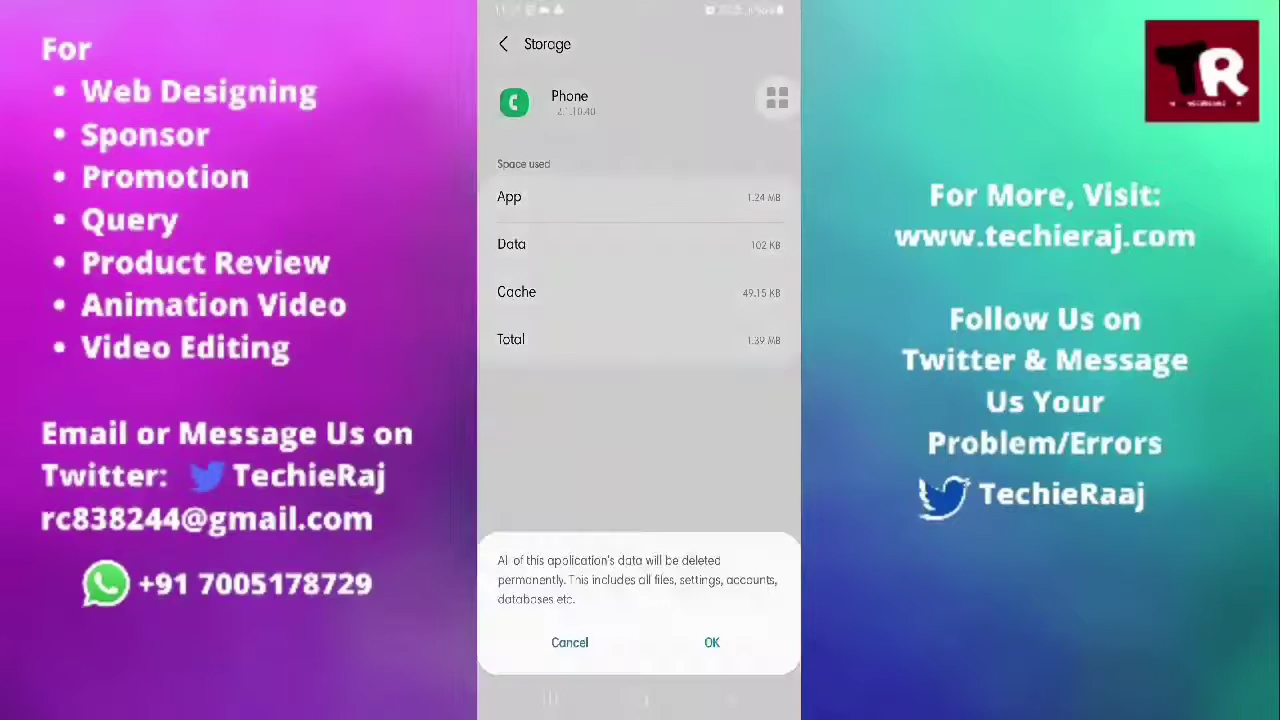 For
• Web Designing
• Sponsor
• Promotion
• Query
• Product Review
• Animation Video
• Video Editing
Email or Message Us on
Twitter: TechieRaj
rc838244@gmail.com
+91 7005178729
Storage
Phone
Space used
App 1.24 MB
Data 102 KB
Cache 49.15 KB
Total 1.39 MB
All of this application's data will be deleted
permanently. This includes all files, settings, accounts,
databases etc.
Cancel OK
TR
For More, Visit:
www.techieraj.com
Follow Us on
Twitter & Message
Us Your
Problem/Errors
TechieRaaj